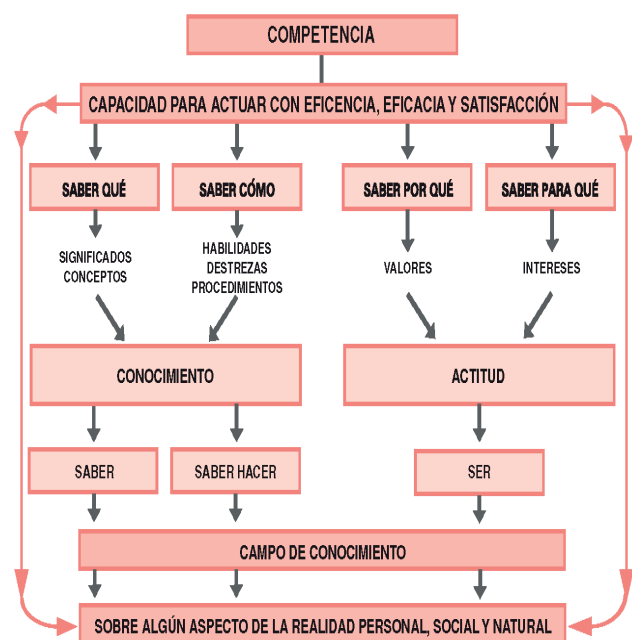 COMPETENCIA
CAPACIDAD PARA ACTUAR CON EFICENCIA, EFICACIA Y SATISFACCIÓN
SABER QUÉ
SABER CÓMO
SABER POR QUÉ
SABER PARA QUÉ
SIGNIFICADOS
CONCEPTOS
HABILIDADES
DESTREZAS
PROCEDIMIENTOS
VALORES
INTERESES
CONOCIMIENTO
ACTITUD
SABER
SABER HACER
SER
CAMPO DE CONOCIMIENTO
SOBRE ALGÚN ASPECTO DE LA REALIDAD PERSONAL, SOCIAL Y NATURAL